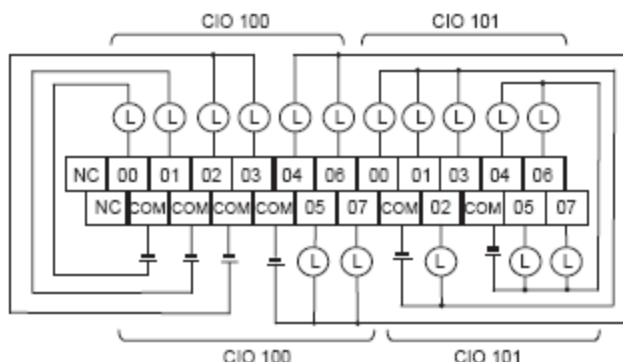 CIO 100 CIO 101
L L L L L L L L L L L
NC 00 01 02 03 04 06 00 01 03 04 06
NC COM COM COM COM 05 07 COM 02 COM 05 07
L L L L L
CIO 100 CIO 101